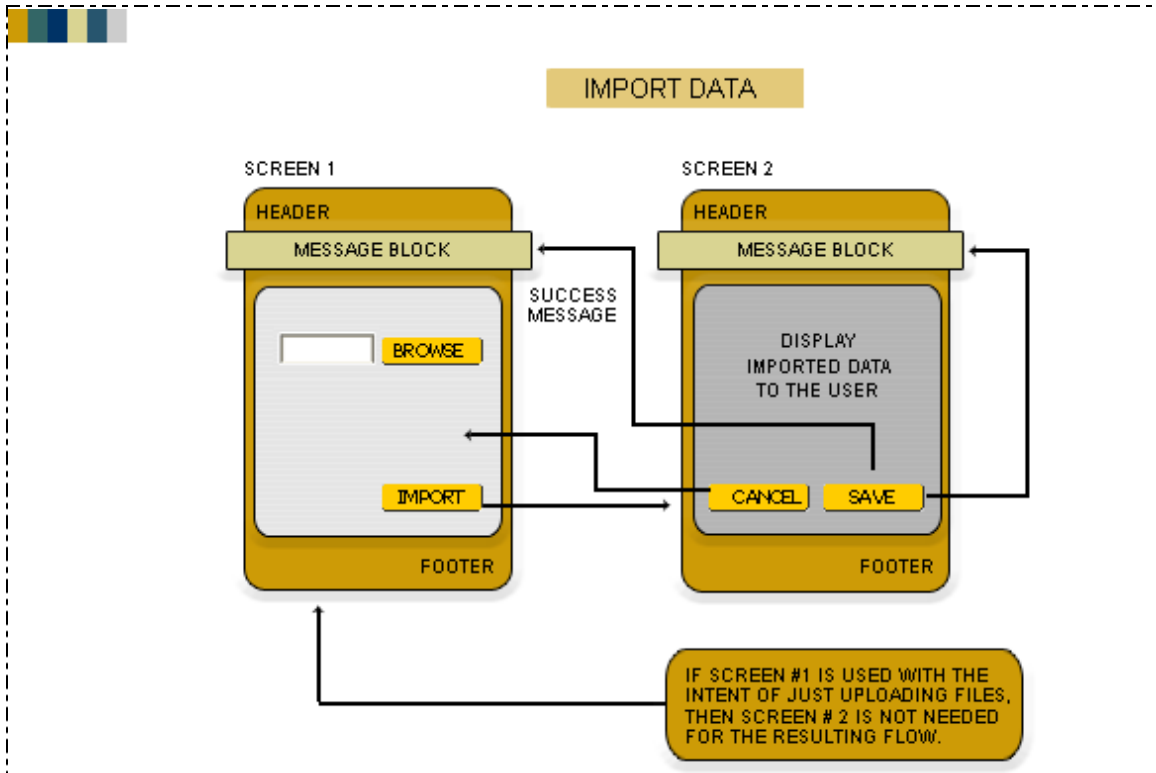 IMPORT DATA
SCREEN 1
HEADER
MESSAGE BLOCK
BROWSE
IMPORT
FOOTER
SUCCESS
MESSAGE
SCREEN 2
HEADER
MESSAGE BLOCK
DISPLAY
IMPORTED DATA
TO THE USER
CANCEL
SAVE
FOOTER
IF SCREEN #1 IS USED WITH THE
INTENT OF JUST UPLOADING FILES,
THEN SCREEN # 2 IS NOT NEEDED
FOR THE RESULTING FLOW.